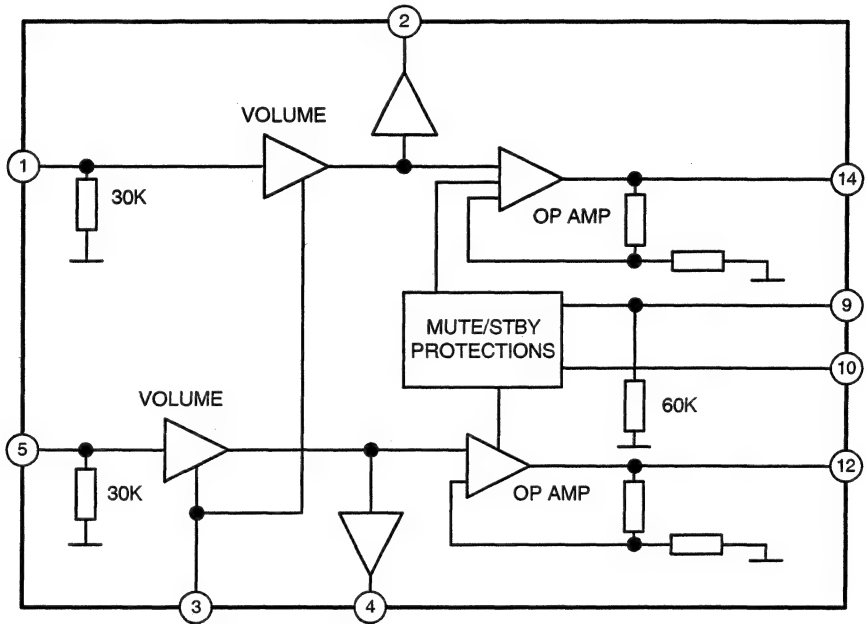 2
VOLUME
1
30K
14
OP AMP
9
MUTE/STBY
PROTECTIONS
10
VOLUME
60K
5
12
30K
OP AMP
3
4